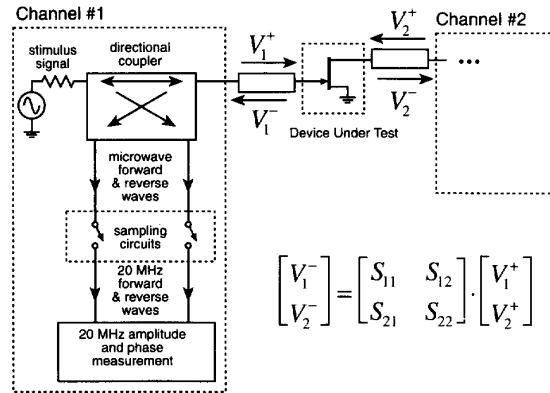 Channel #1
stimulus
signal
directional
coupler
V₁⁺
V₁⁻
V₂⁺
V₂⁻
Channel #2
...
Device Under Test
microwave
forward
& reverse
waves
sampling
circuits
20 MHz
forward
& reverse
waves
20 MHz amplitude
and phase
measurement
[V₁⁻ V₂⁻] = [S₁₁ S₁₂ S₂₁ S₂₂] · [V₁⁺ V₂⁺]